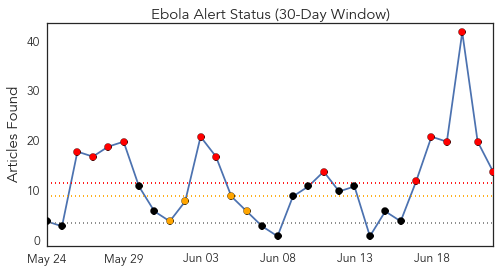 Ebola Alert Status (30-Day Window)
Articles Found
40
30
20
10
0
May 24
May 29
Jun 03
Jun 08
Jun 13
Jun 18